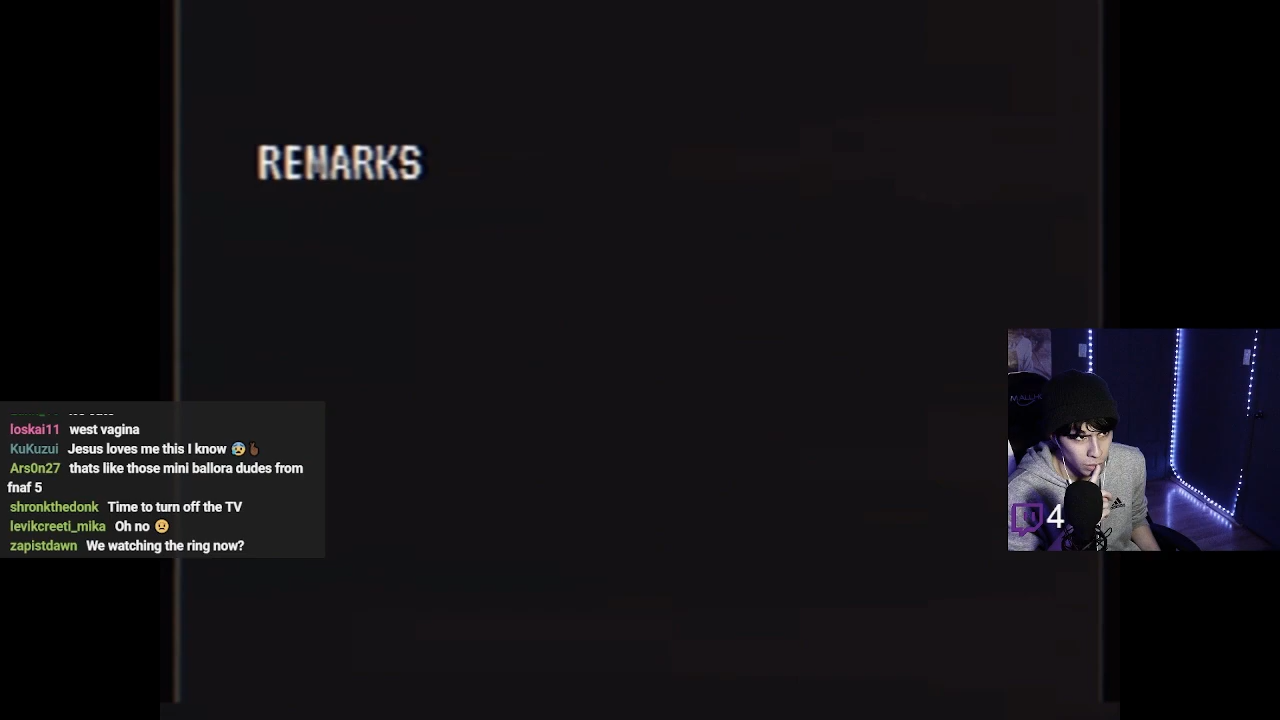 REMARKS
loskai11 west vagina
KuKuzui Jesus loves me this I know 😰🤞🏿
Ars0n27 thats like those mini ballora dudes from
fnaf 5
shronkthedonk Time to turn off the TV
levikcreeti_mika Oh no 😟
zapistdawn We watching the ring now?
4